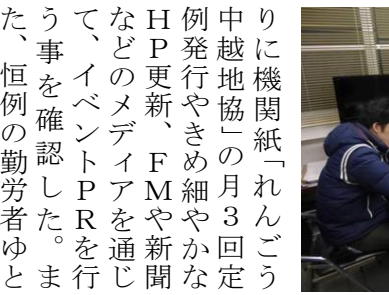 りに機関紙「れんごう
中越地協」の月３回定
例発行やきめ細やかな
ＨＰ更新、ＦＭや新聞
などのメディアを通じ
て、イベントＰＲを行
う事を確認した。ま
た、恒例の勤労者ゆと